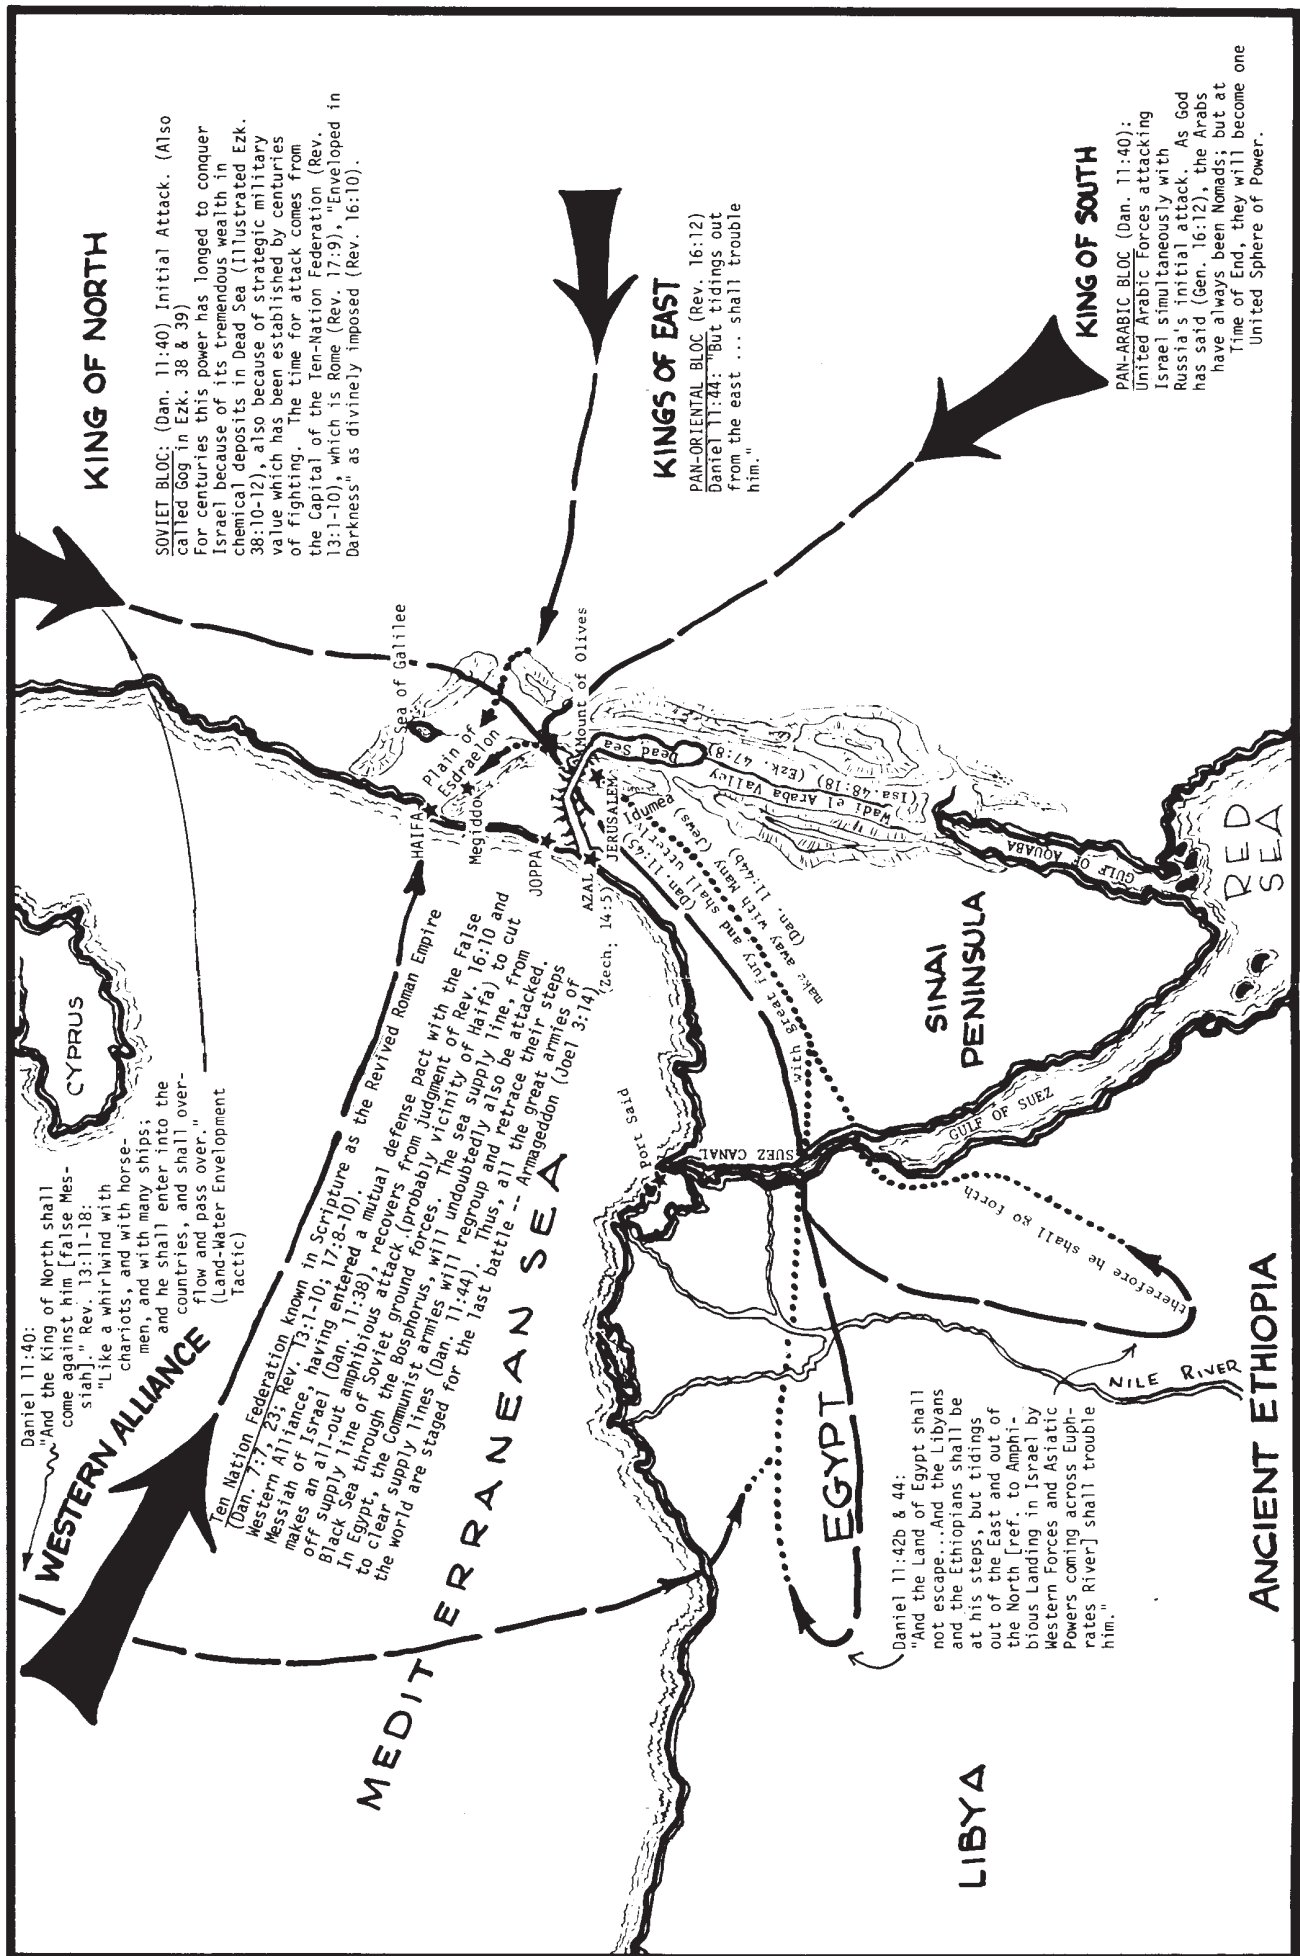 Daniel 11:40:
"And the King of North shall
come against him [false Mes-
siah]." Rev. 13:11-18:
"Like a whirlwind with
chariots, and with horse-
men, and with many ships;
and he shall enter into the
countries, and shall over-
flow and pass over."
(Land-Water Envelopment
Tactic)
WESTERN ALLIANCE
CYPRUS
KING OF NORTH
SOVIET BLOC: (Dan. 11:40) Initial Attack. (Also
called Gog in Ezk. 38 & 39)
For centuries this power has longed to conquer
Israel because of its tremendous wealth in
chemical deposits in Dead Sea (Illustrated Ezk.
38:10-12), also because of strategic military
value which has been established by centuries
of fighting. The time for attack comes from
the Capital of the Ten-Nation Federation (Rev.
13:1-10), which is Rome (Rev. 17:9), "Enveloped in
Darkness" as divinely imposed (Rev. 16:10).
Ten Nation Federation known in Scripture as the Revived Roman Empire
(Dan. 7:7, 23; Rev. 13:1-10; 17:8-10).
Western Alliance, having entered a mutual defense pact with the False
Messiah of Israel (Dan. 11:38), recovers from judgment of Rev. 16:10 and
makes an all-out amphibious attack (probably vicinity of Haifa) to cut
off supply line of Soviet ground forces. The sea supply line, from
Black Sea through the Bosphorus, will undoubtedly also be attacked.
In Egypt, the Communist armies will regroup and retrace their steps
to clear supply lines (Dan. 11:44). Thus, all the great armies of
the world are staged for the last battle -- Armageddon (Joel 3:14)
MEDITERRANEAN SEA
Sea of Galilee
HAIFA
Plain of
Esdraelon
Megiddo
JOPPA
AZAL
(Zech. 14:5)
JERUSALEM
Mount of Olives
Dead Sea
Wadi el Araba Valley
(Isa. 48:18) (Ezk. 47:8)
Idumea
(Dan. 11:45)
with great fury and shall utterly
make away with Many (Jews)
(Dan. 11:44b)
KINGS OF EAST
PAN-ORIENTAL BLOC (Rev. 16:12)
Daniel 11:44: "But tidings out
from the east ... shall trouble
him."
KING OF SOUTH
PAN-ARABIC BLOC (Dan. 11:40):
United Arabic Forces attacking
Israel simultaneously with
Russia's initial attack. As God
has said (Gen. 16:12), the Arabs
have always been Nomads; but at
Time of End, they will become one
United Sphere of Power.
Port Said
SUEZ CANAL
GULF OF SUEZ
SINAI
PENINSULA
GULF OF AQUABA
RED
SEA
therefore he shall go forth
EGYPT
NILE RIVER
Daniel 11:42b & 44:
"And the Land of Egypt shall
not escape...And the Libyans
and the Ethiopians shall be
at his steps, but tidings
out of the East and out of
the North [ref. to Amphi-
bious Landing in Israel by
Western Forces and Asiatic
Powers coming across Euph-
rates River] shall trouble
him."
LIBYA
ANCIENT ETHIOPIA